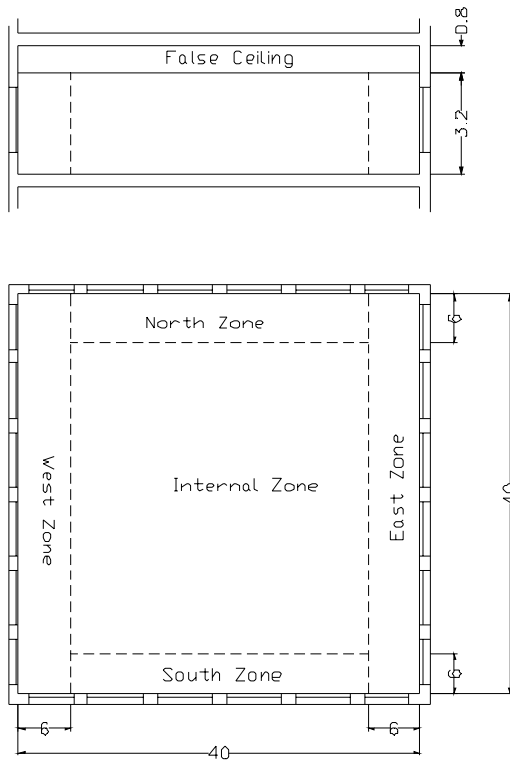 0.8
False Ceiling
3.2
North Zone
6
West Zone
Internal Zone
East Zone
40
South Zone
6
6
6
40